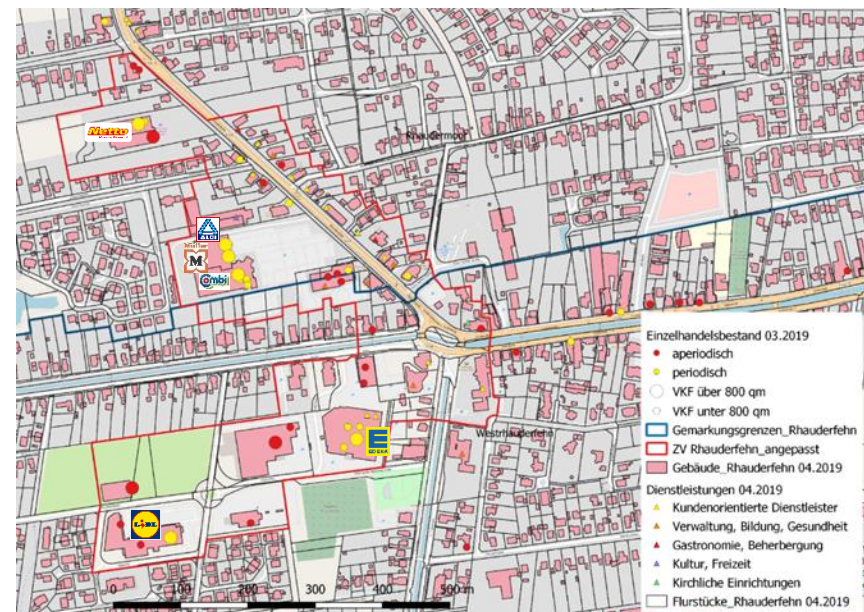 Netto
Rhaudermoor
ALDI
Müller
M
Combi
E
EDEKA
Westrhauderfehn
LIDL
0 100 200 300 400 500 m
Einzelhandelsbestand 03.2019
aperiodisch
periodisch
VKF über 800 qm
VKF unter 800 qm
Gemarkungsgrenzen_Rhauderfehn
ZV Rhauderfehn_angepasst
Gebäude_Rhauderfehn 04.2019
Dienstleistungen 04.2019
Kundenorientierte Dienstleister
Verwaltung, Bildung, Gesundheit
Gastronomie, Beherbergung
Kultur, Freizeit
Kirchliche Einrichtungen
Flurstücke_Rhauderfehn 04.2019